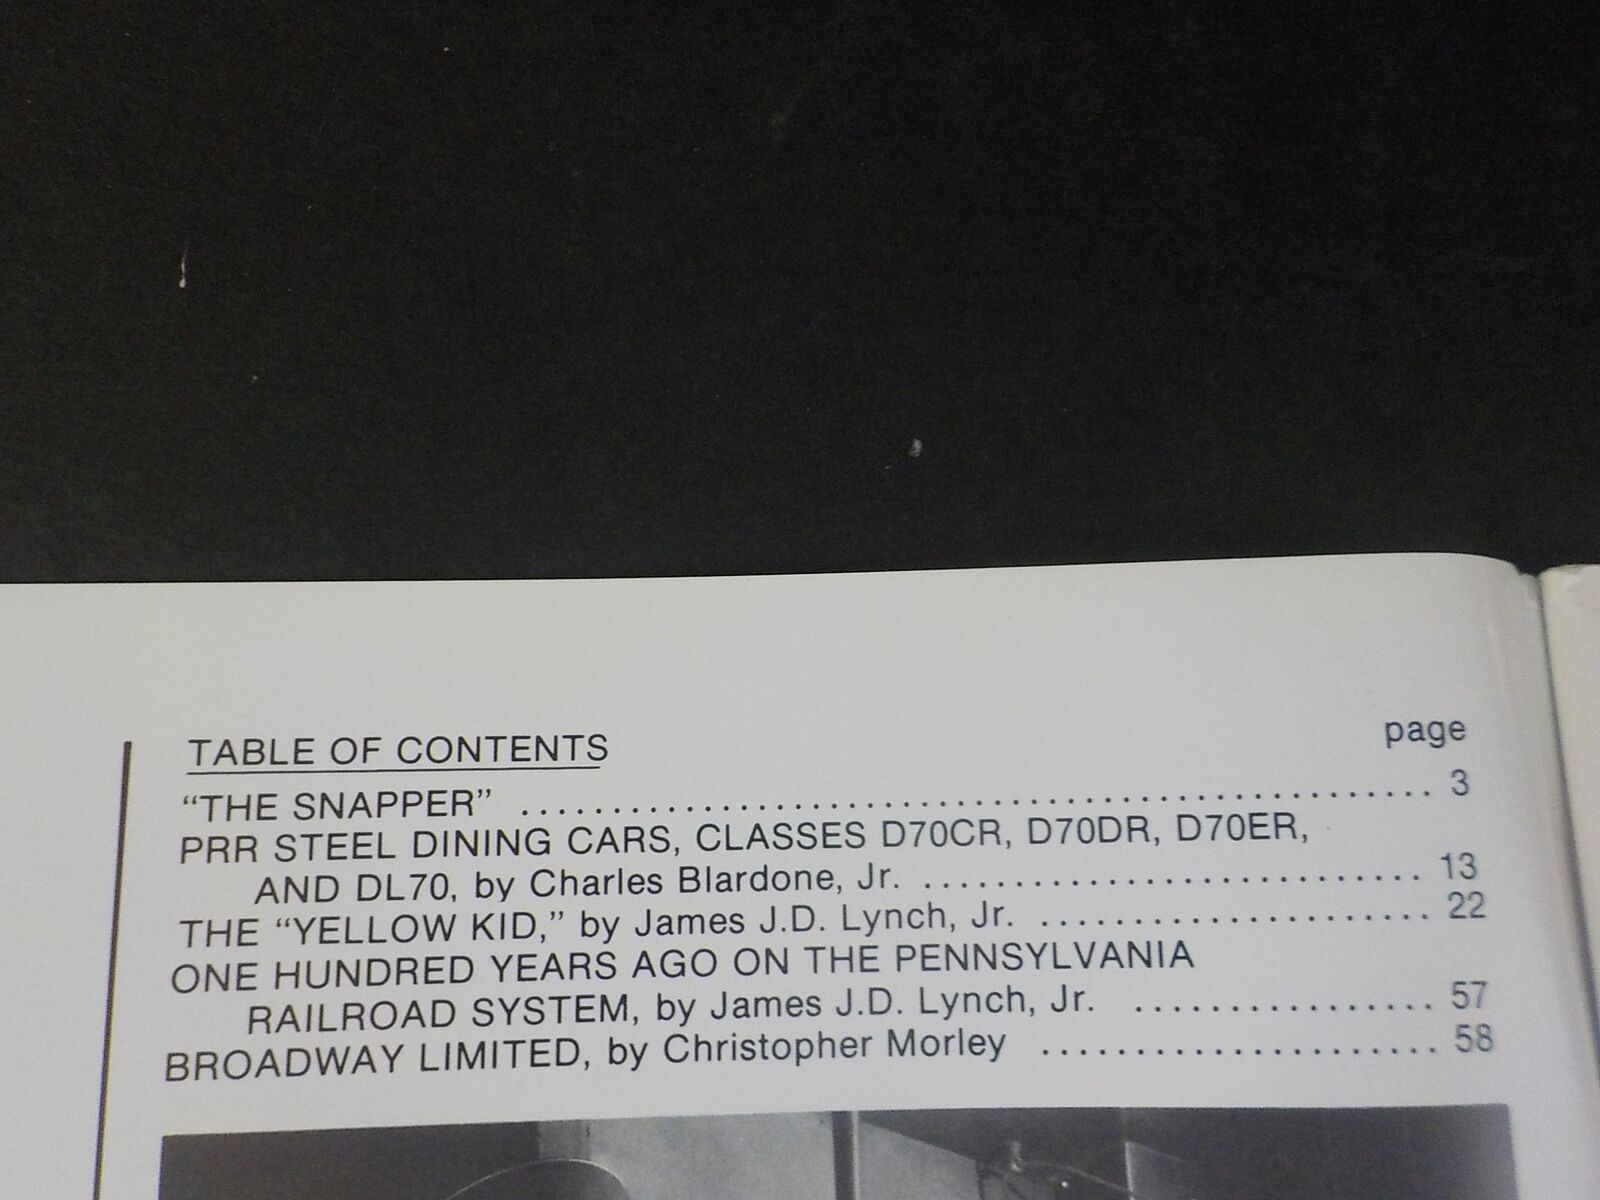 TABLE OF CONTENTS page
“THE SNAPPER” .................................................. 3
PRR STEEL DINING CARS, CLASSES D70CR, D70DR, D70ER,
AND DL70, by Charles Blardone, Jr. ............................ 13
THE “YELLOW KID,” by James J.D. Lynch, Jr. ...................... 22
ONE HUNDRED YEARS AGO ON THE PENNSYLVANIA
RAILROAD SYSTEM, by James J.D. Lynch, Jr. ................. 57
BROADWAY LIMITED, by Christopher Morley ...................... 58